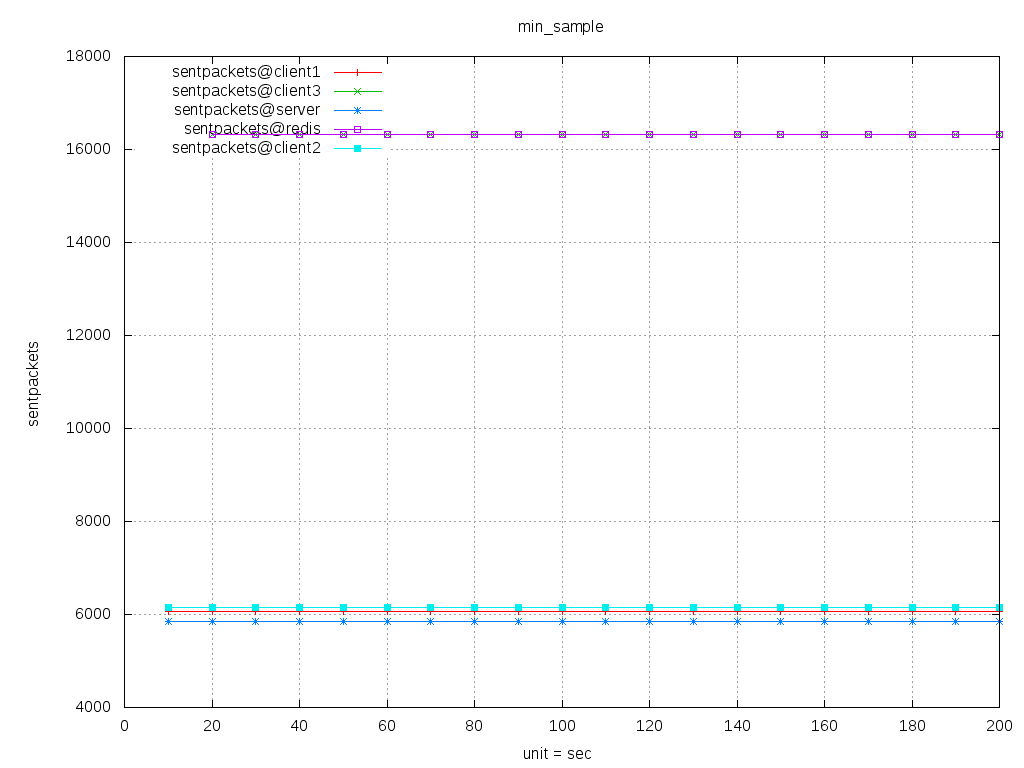 min_sample
18000
16000
14000
12000
10000
8000
6000
4000
sentpackets
sentpackets@client1
sentpackets@client3
sentpackets@server
sentpackets@redis
sentpackets@client2
0 20 40 60 80 100 120 140 160 180 200
unit = sec